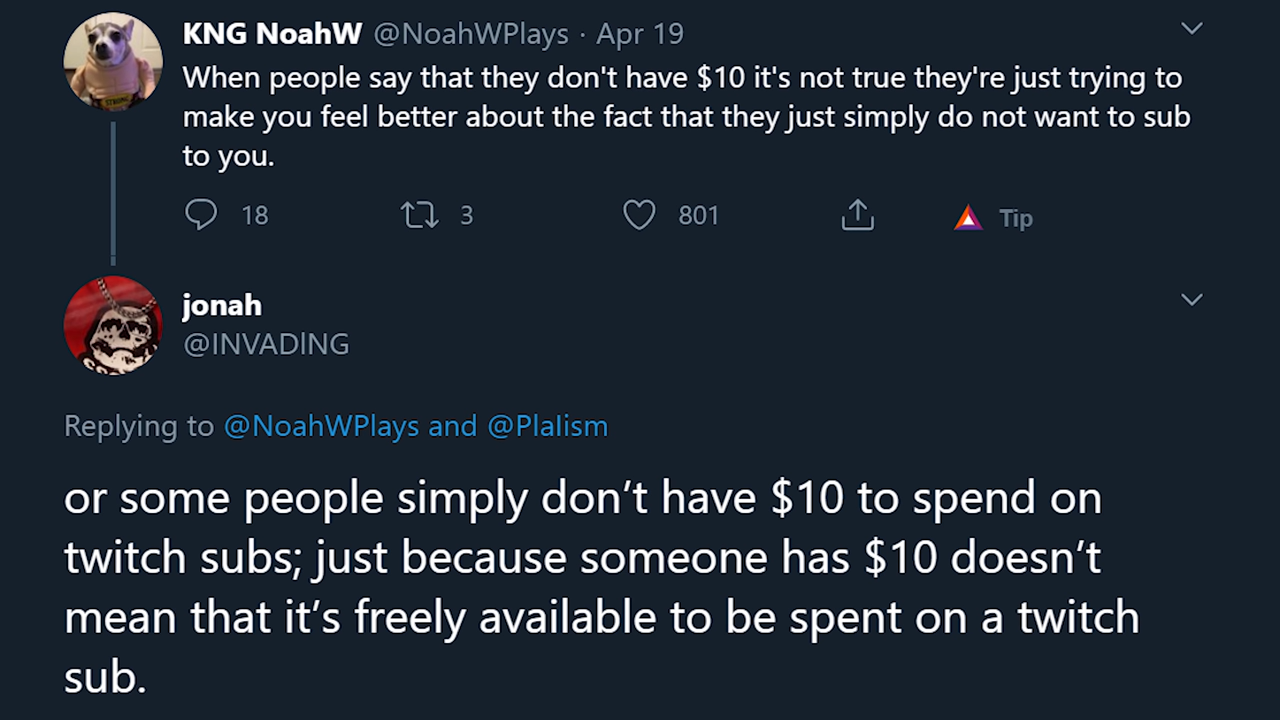 KNG NoahW @NoahWPlays · Apr 19
When people say that they don't have $10 it's not true they're just trying to
make you feel better about the fact that they just simply do not want to sub
to you.
18 3 801 Tip
jonah
@INVADlNG
Replying to @NoahWPlays and @Plalism
or some people simply don’t have $10 to spend on
twitch subs; just because someone has $10 doesn’t
mean that it’s freely available to be spent on a twitch
sub.